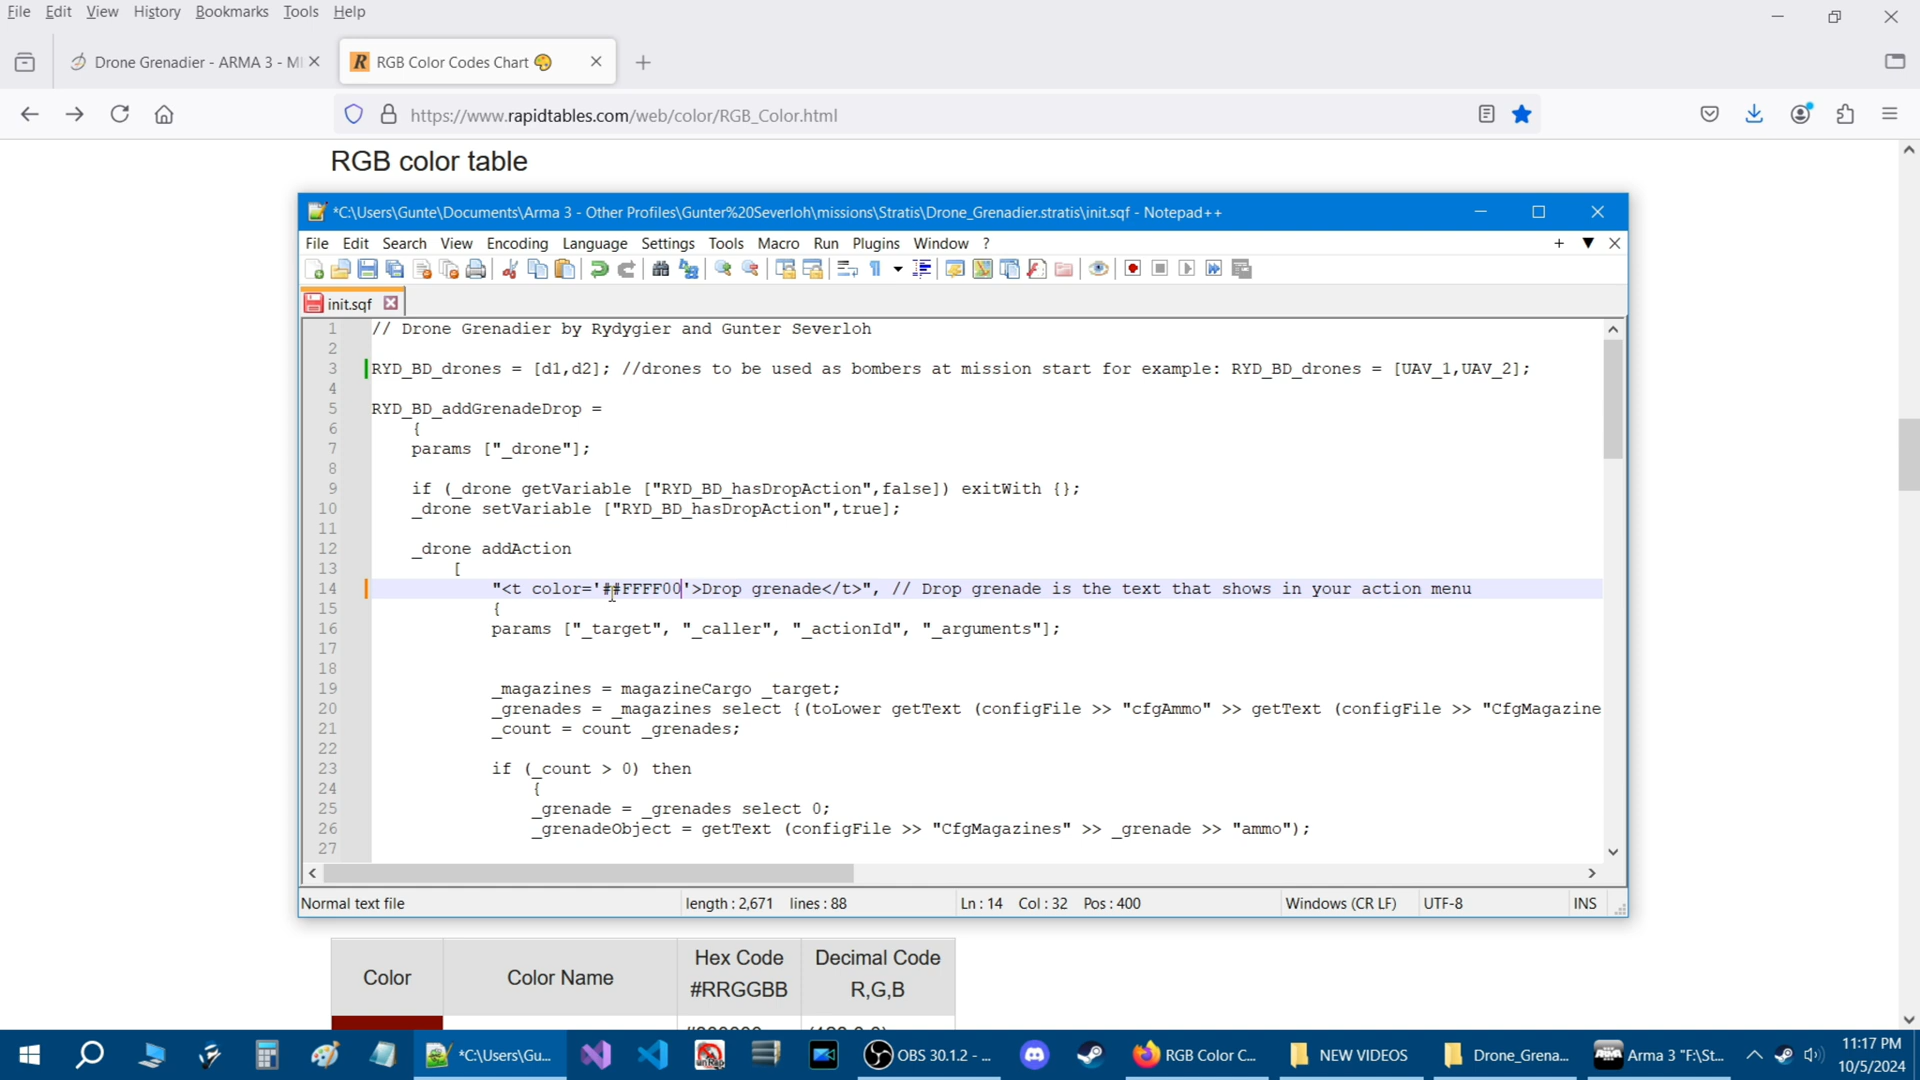 File Edit View History Bookmarks Tools Help
Drone Grenadier - ARMA 3 - M
RGB Color Codes Chart
https://www.rapidtables.com/web/color/RGB_Color.html
RGB color table
*C:\Users\Gunte\Documents\Arma 3 - Other Profiles\Gunter%20Severloh\missions\Stratis\Drone_Grenadier.stratis\init.sqf - Notepad++
File Edit Search View Encoding Language Settings Tools Macro Run Plugins Window ?
init.sqf
1 // Drone Grenadier by Rydygier and Gunter Severloh
2
3 RYD_BD_drones = [d1,d2]; //drones to be used as bombers at mission start for example: RYD_BD_drones = [UAV_1,UAV_2];
4
5 RYD_BD_addGrenadeDrop =
6 {
7 params ["_drone"];
8
9 if (_drone getVariable ["RYD_BD_hasDropAction",false]) exitWith {};
10 _drone setVariable ["RYD_BD_hasDropAction",true];
11
12 _drone addAction
13 [
14 "<t color='##FFFF00'>Drop grenade</t>", // Drop grenade is the text that shows in your action menu
15 {
16 params ["_target", "_caller", "_actionId", "_arguments"];
17
18
19 _magazines = magazineCargo _target;
20 _grenades = _magazines select {(toLower getText (configFile >> "cfgAmmo" >> getText (configFile >> "CfgMagazine
21 _count = count _grenades;
22
23 if (_count > 0) then
24 {
25 _grenade = _grenades select 0;
26 _grenadeObject = getText (configFile >> "CfgMagazines" >> _grenade >> "ammo");
27
Normal text file length : 2,671 lines : 88 Ln : 14 Col : 32 Pos : 400 Windows (CR LF) UTF-8 INS
Color Color Name Hex Code #RRGGBB Decimal Code R,G,B
*C:\Users\Gu... OBS 30.1.2 - ... RGB Color C... NEW VIDEOS Drone_Grena... Arma 3 "F:\St...
11:17 PM
10/5/2024